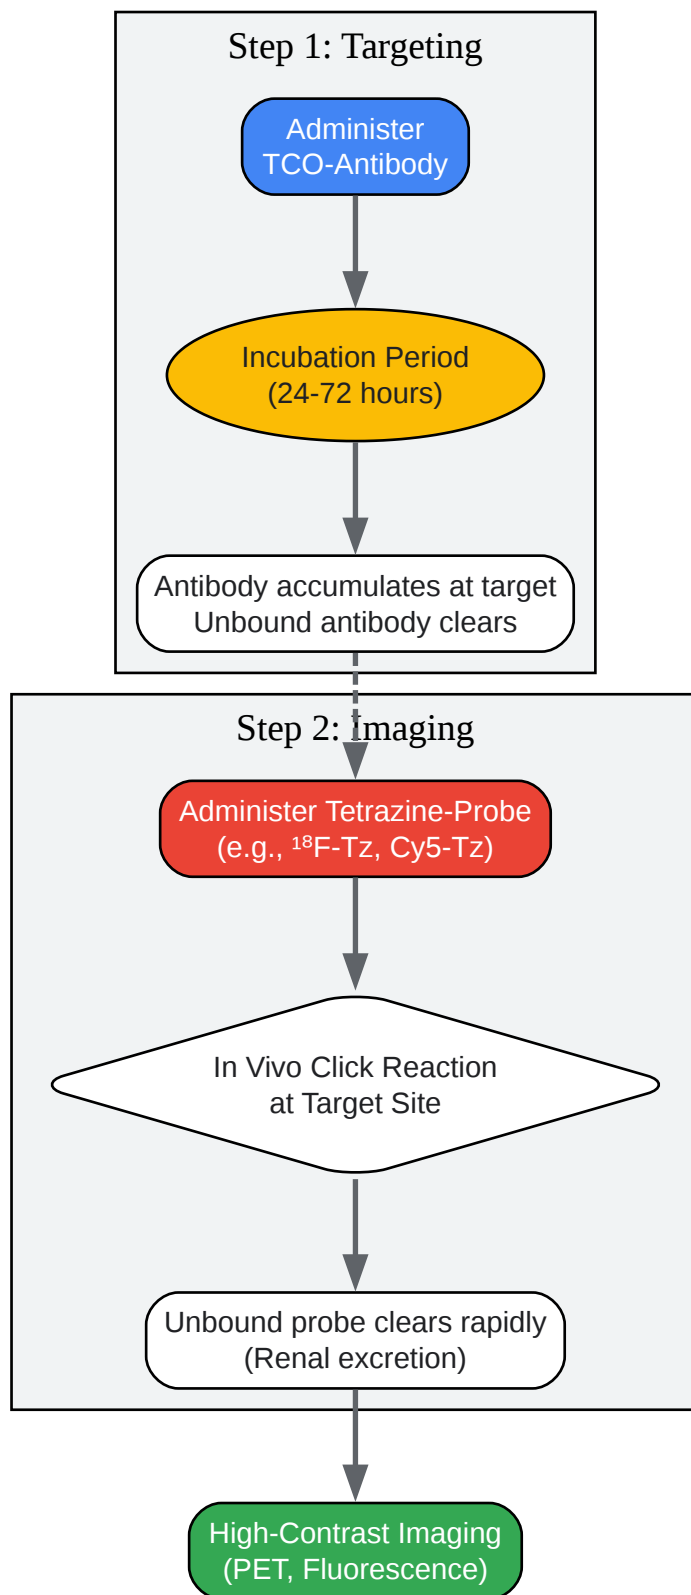 Step 1: Targeting
Administer
TCO-Antibody
Incubation Period
(24-72 hours)
Antibody accumulates at target
Unbound antibody clears
Step 2: Imaging
Administer Tetrazine-Probe
(e.g., ¹⁸F-Tz, Cy5-Tz)
In Vivo Click Reaction
at Target Site
Unbound probe clears rapidly
(Renal excretion)
High-Contrast Imaging
(PET, Fluorescence)